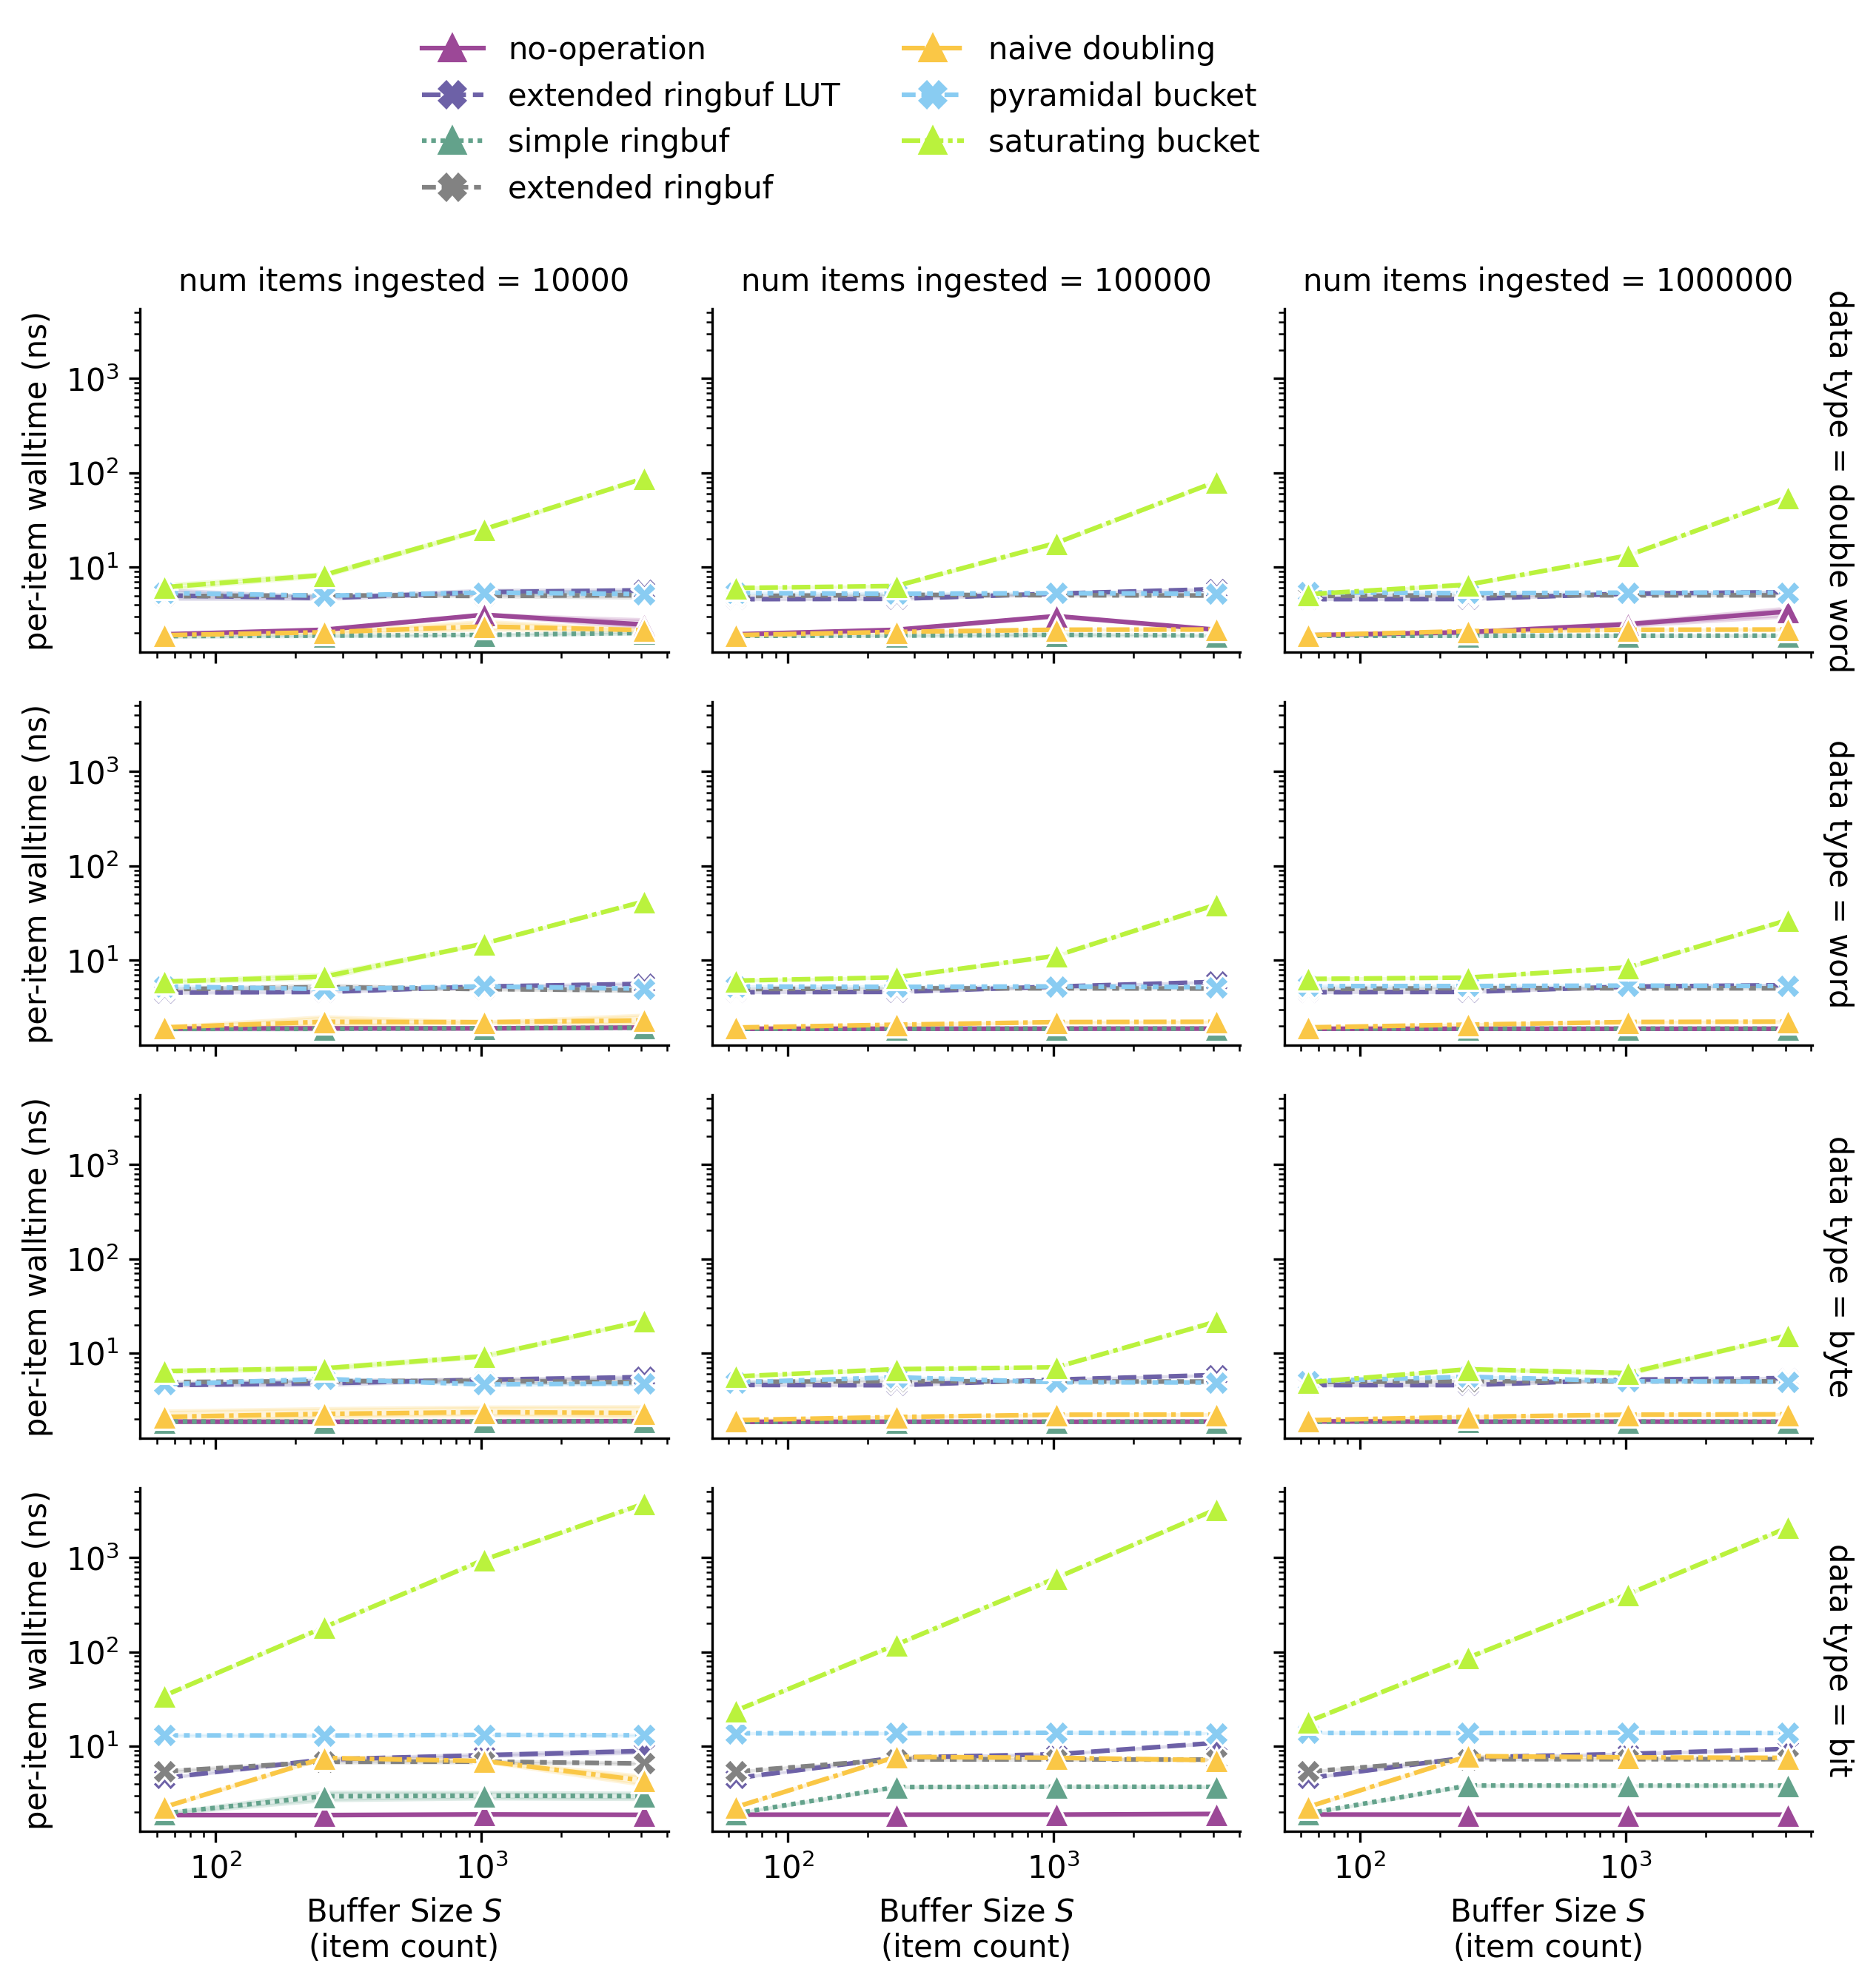 no-operation
extended ringbuf LUT
simple ringbuf
extended ringbuf
naive doubling
pyramidal bucket
saturating bucket
num items ingested = 10000
num items ingested = 100000
num items ingested = 1000000
per-item walltime (ns)
10³
10²
10¹
data type = double word
per-item walltime (ns)
10³
10²
10¹
data type = word
per-item walltime (ns)
10³
10²
10¹
data type = byte
per-item walltime (ns)
10³
10²
10¹
data type = bit
10² 10³
10² 10³
10² 10³
Buffer Size S
(item count)
Buffer Size S
(item count)
Buffer Size S
(item count)